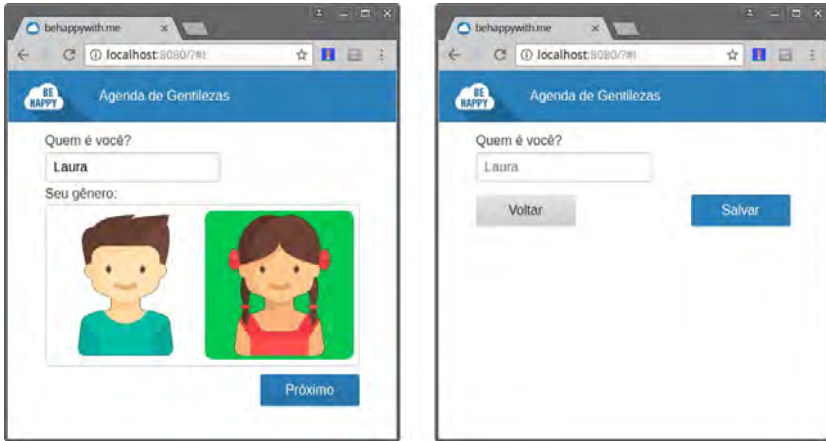 behappywith.me
localhost:8080/?#!
BE
HAPPY
Agenda de Gentilezas
Quem é você?
Laura
Seu gênero:
Próximo
behappywith.me
localhost:8080/?#!
BE
HAPPY
Agenda de Gentilezas
Quem é você?
Laura
Voltar
Salvar